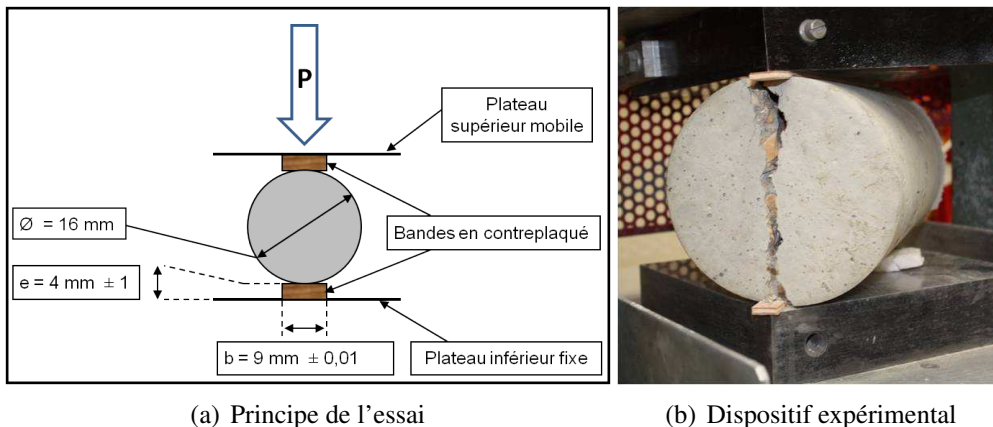 P
Plateau
supérieur mobile
Ø = 16 mm
Bandes en contreplaqué
e = 4 mm ± 1
b = 9 mm ± 0,01
Plateau inférieur fixe
(a) Principe de l'essai
(b) Dispositif expérimental